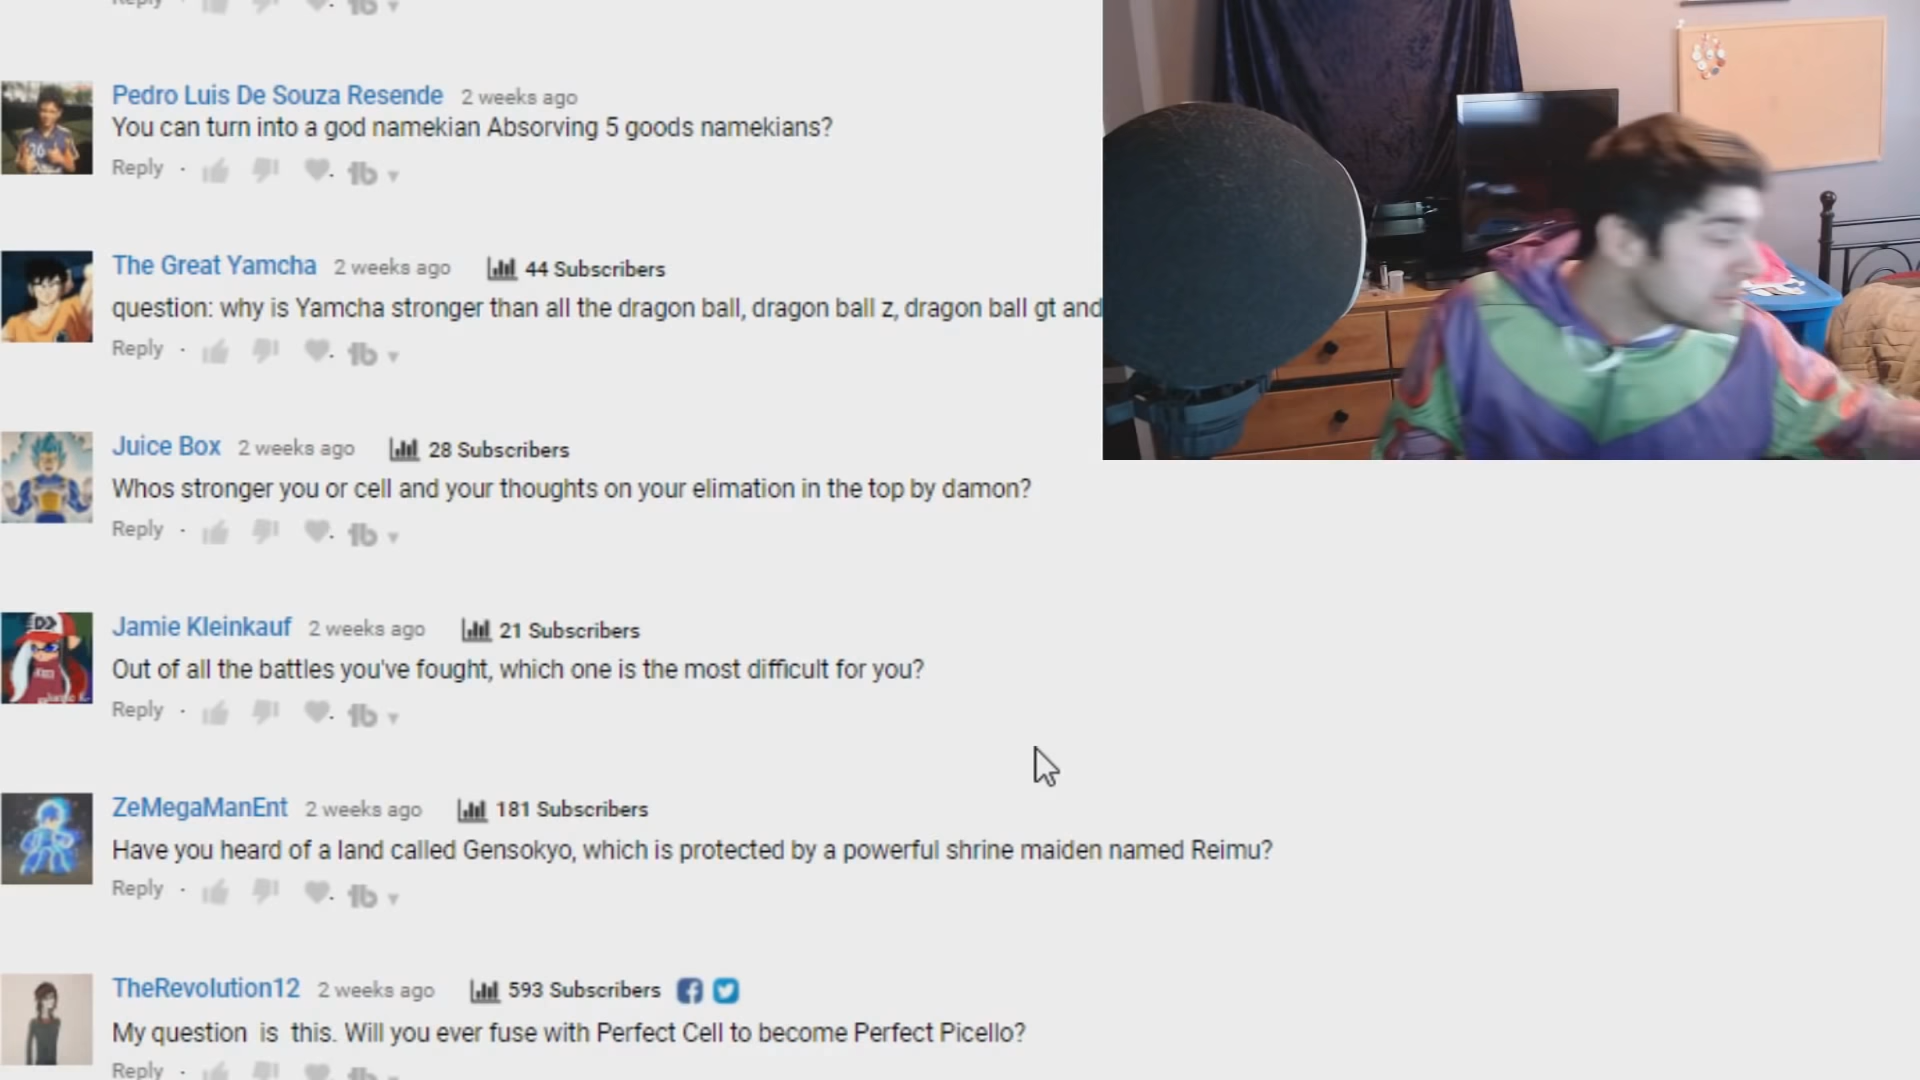 Reply ·
Pedro Luis De Souza Resende 2 weeks ago
You can turn into a god namekian Absorving 5 goods namekians?
Reply ·
The Great Yamcha 2 weeks ago 44 Subscribers
question: why is Yamcha stronger than all the dragon ball, dragon ball z, dragon ball gt and
Reply ·
Juice Box 2 weeks ago 28 Subscribers
Whos stronger you or cell and your thoughts on your elimation in the top by damon?
Reply ·
Jamie Kleinkauf 2 weeks ago 21 Subscribers
Out of all the battles you've fought, which one is the most difficult for you?
Reply ·
ZeMegaManEnt 2 weeks ago 181 Subscribers
Have you heard of a land called Gensokyo, which is protected by a powerful shrine maiden named Reimu?
Reply ·
TheRevolution12 2 weeks ago 593 Subscribers
My question is this. Will you ever fuse with Perfect Cell to become Perfect Picello?
Reply ·